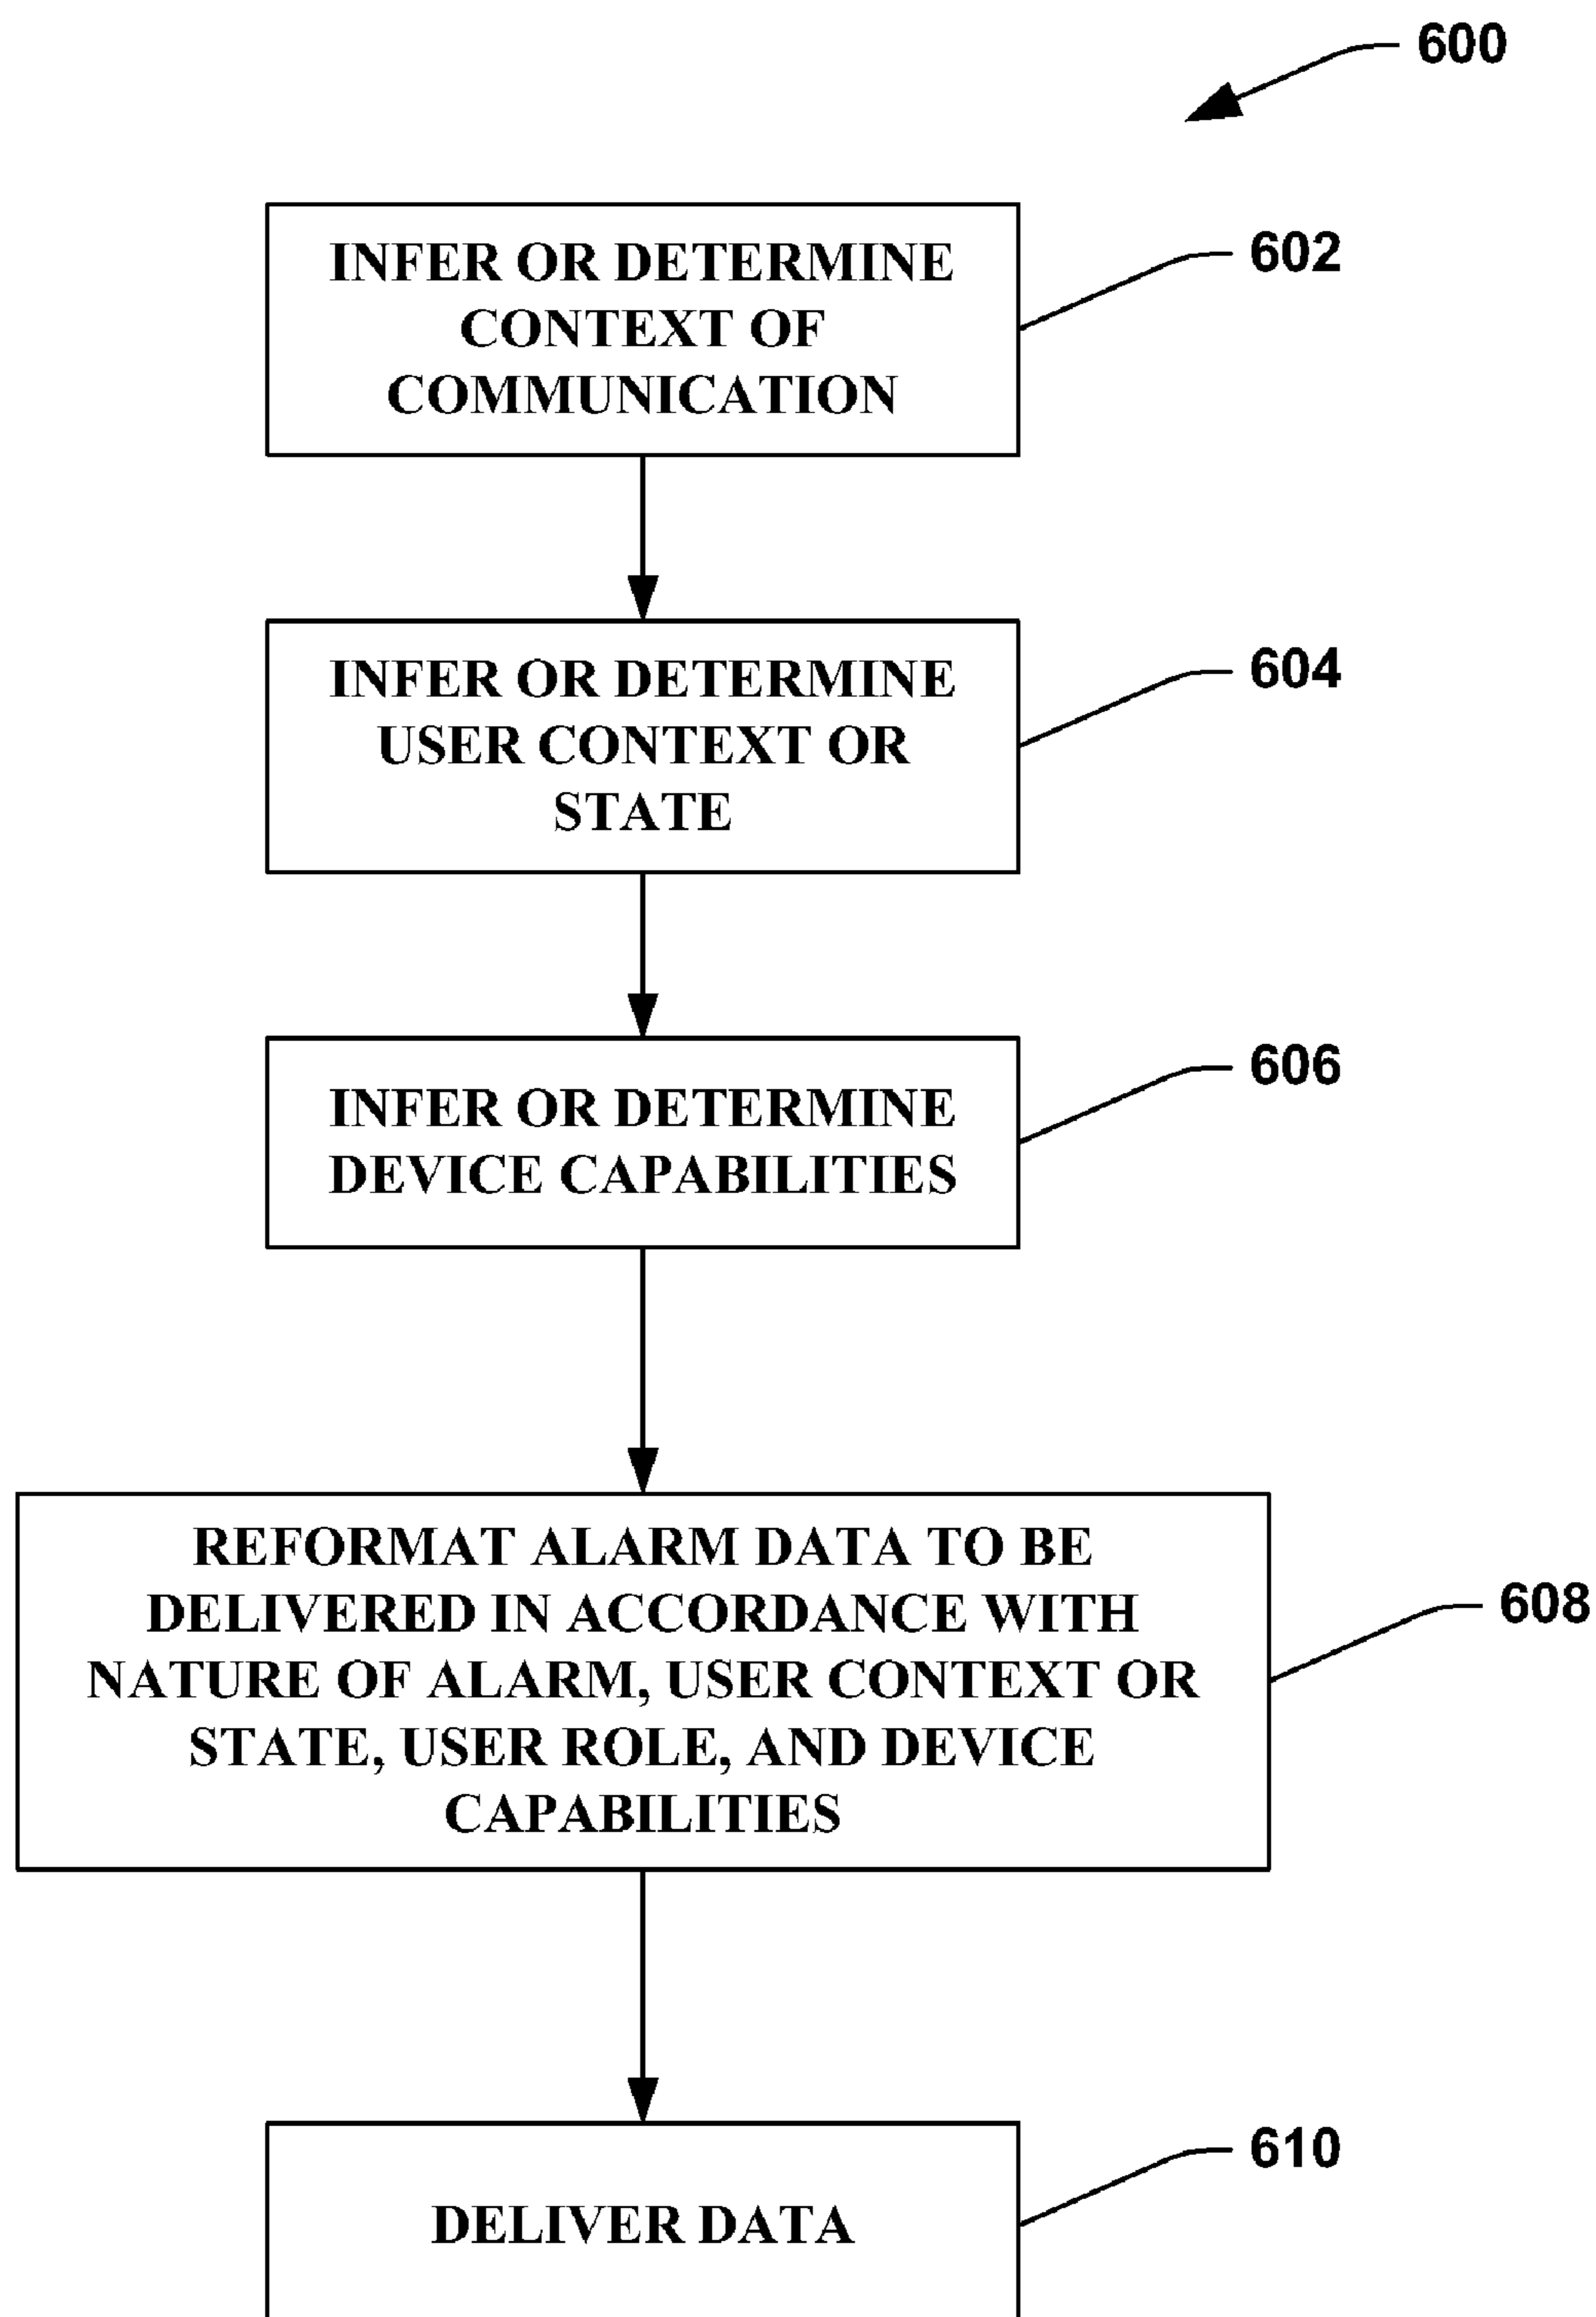 600
INFER OR DETERMINE
CONTEXT OF
COMMUNICATION
602
INFER OR DETERMINE
USER CONTEXT OR
STATE
604
INFER OR DETERMINE
DEVICE CAPABILITIES
606
REFORMAT ALARM DATA TO BE
DELIVERED IN ACCORDANCE WITH
NATURE OF ALARM, USER CONTEXT OR
STATE, USER ROLE, AND DEVICE
CAPABILITIES
608
DELIVER DATA
610